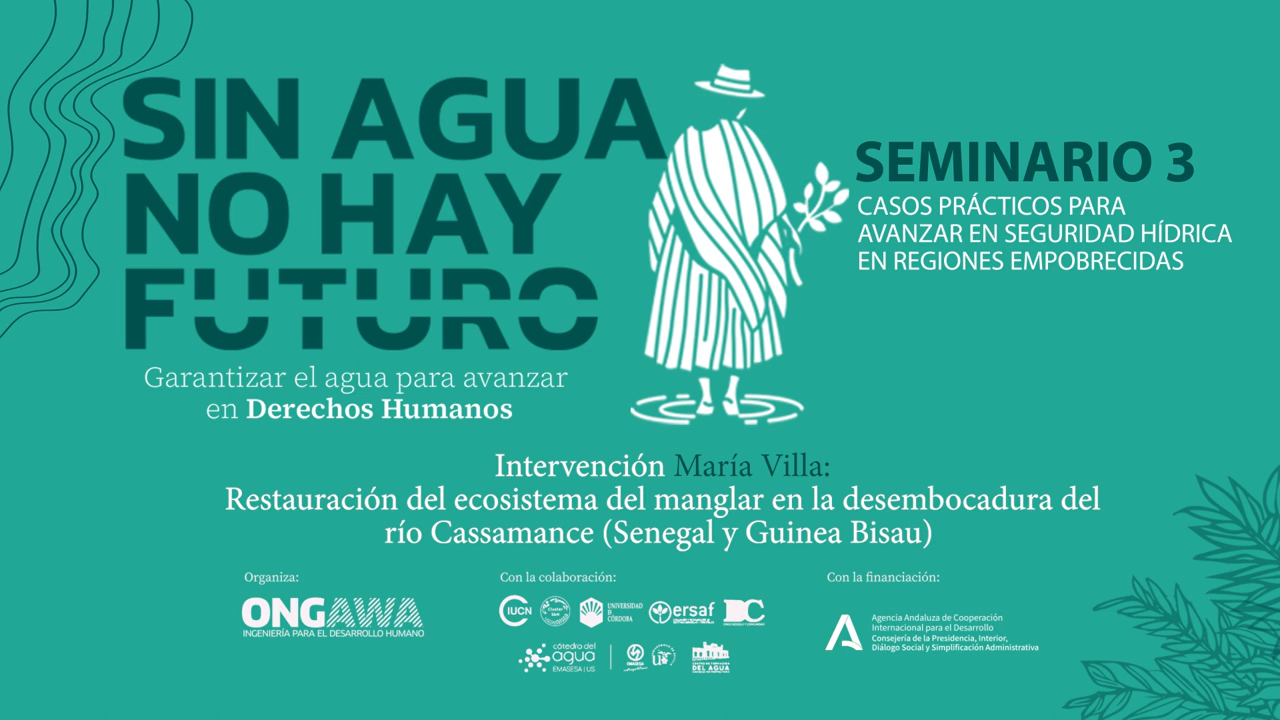 SIN AGUA
NO HAY
FUTURO
Garantizar el agua para avanzar
en Derechos Humanos
SEMINARIO 3
CASOS PRÁCTICOS PARA
AVANZAR EN SEGURIDAD HÍDRICA
EN REGIONES EMPOBRECIDAS
Intervención María Villa:
Restauración del ecosistema del manglar en la desembocadura del
río Cassamance (Senegal y Guinea Bisau)
Organiza:
ONGAWA
INGENIERÍA PARA EL DESARROLLO HUMANO
Con la colaboración:
IUCN
UNIVERSIDAD
D
CÓRDOBA
ersaf
cátedra del
agua
EMASESA | US
EMASESA
DEL AGUA
Con la financiación:
Agencia Andaluza de Cooperación
Internacional para el Desarrollo
Consejería de la Presidencia, Interior,
Diálogo Social y Simplificación Administrativa